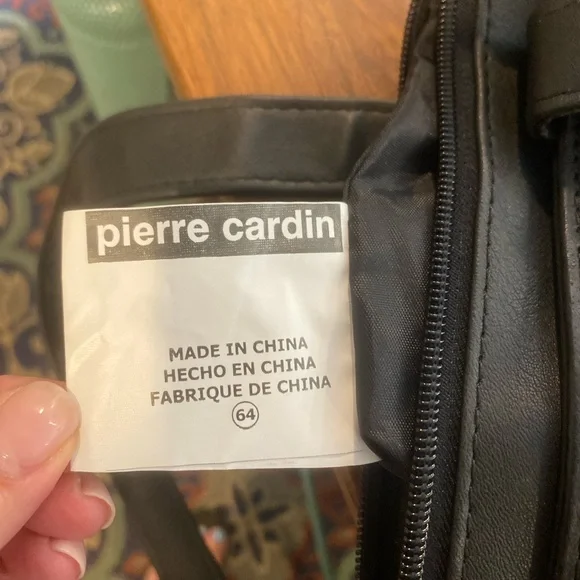 pierre cardin
MADE IN CHINA
HECHO EN CHINA
FABRIQUE DE CHINA
64